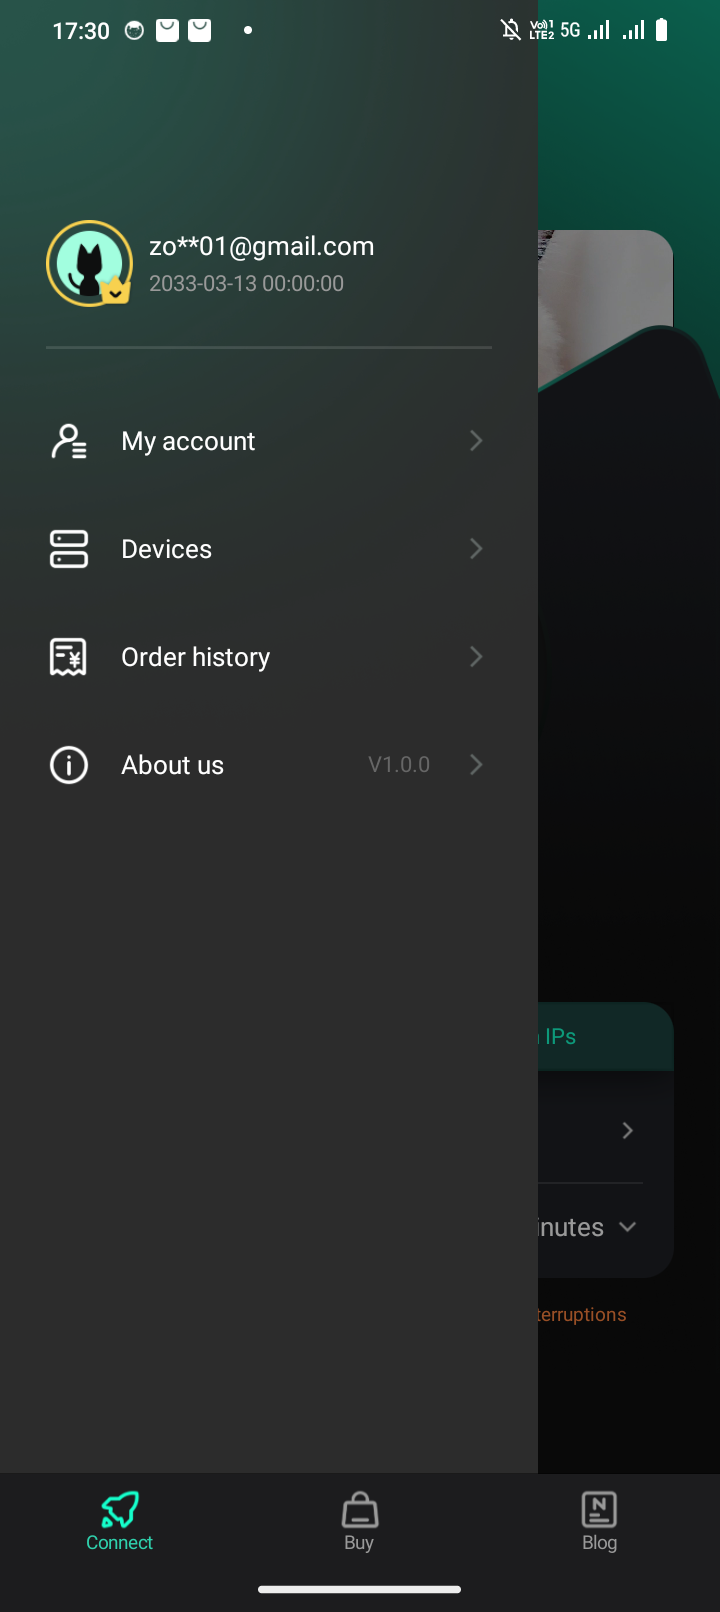 17:30
Vo))1 LTE2 5G
zo**01@gmail.com
2033-03-13 00:00:00
My account
Devices
Order history
About us V1.0.0
IPs
inutes
terruptions
Connect Buy Blog